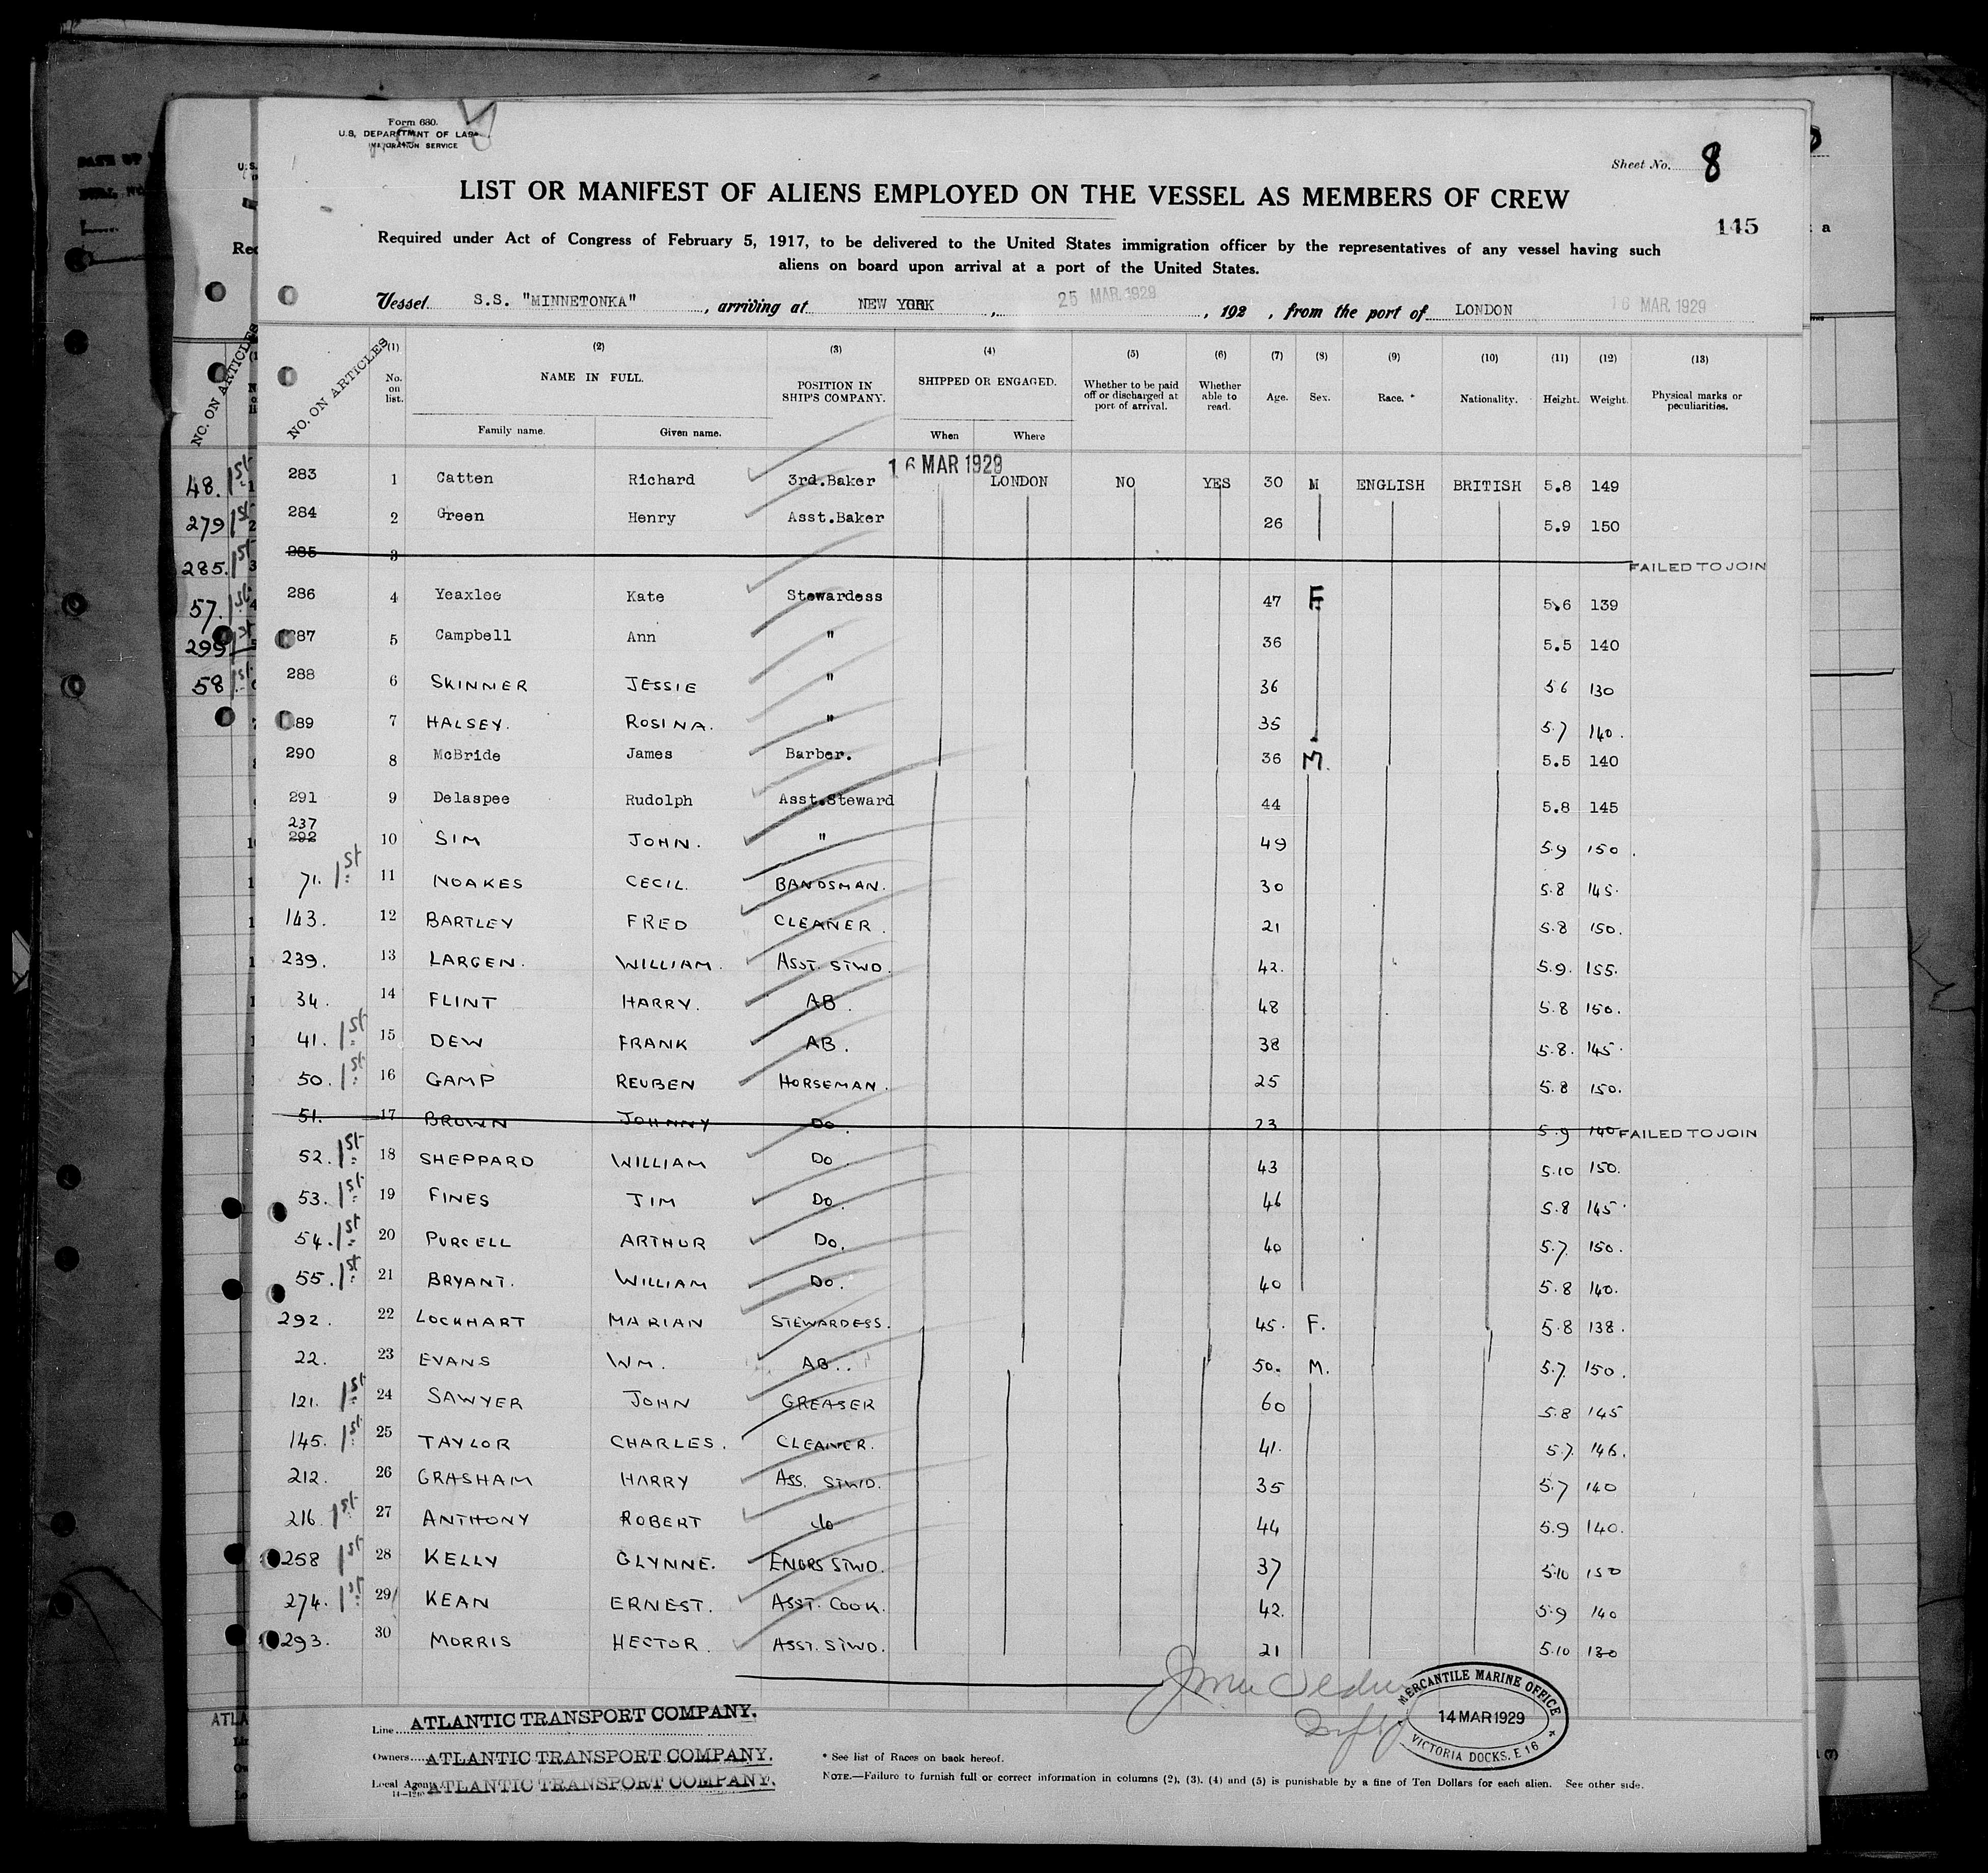 Form 680.
U.S. DEPARTMENT OF LAB
IMMIGRATION SERVICE
Sheet No. 8
LIST OR MANIFEST OF ALIENS EMPLOYED ON THE VESSEL AS MEMBERS OF CREW
145
Required under Act of Congress of February 5, 1917, to be delivered to the United States immigration officer by the representatives of any vessel having such
aliens on board upon arrival at a port of the United States.
Vessel S.S. "MINNETONKA", arriving at NEW YORK, 25 MAR. 1929, 192 , from the port of LONDON 16 MAR. 1929
NO. ON ARTICLES
(1) (2) (3) (4) (5) (6) (7) (8) (9) (10) (11) (12) (13)
No. on list. NAME IN FULL. POSITION IN SHIP'S COMPANY. SHIPPED OR ENGAGED. Whether to be paid off or discharged at port of arrival. Whether able to read. Age. Sex. Race.* Nationality. Height. Weight. Physical marks or peculiarities.
Family name. Given name. When Where
283 1 Catten Richard 3rd.Baker 16 MAR 1929 LONDON NO YES 30 M ENGLISH BRITISH 5.8 149
284 2 Green Henry Asst.Baker 26 5.9 150
285 3 FAILED TO JOIN
286 4 Yeaxlee Kate Stewardess 47 F. 5.6 139
287 5 Campbell Ann " 36 5.5 140
288 6 SKINNER JESSIE " 36 5 6 130
289 7 HALSEY. ROSINA. " 35 5.7 140.
290 8 McBride James Barber. 36 M. 5.5 140
291 9 Delaspee Rudolph Asst.Steward 44 5.8 145
237
292 10 SIM JOHN. " 49 5.9 150.
71. 1st 11 NOAKES CECIL. BANDSMAN. 30 5.8 145.
143. 12 BARTLEY FRED CLEANER. 21 5.8 150.
239. 13 LARGEN. WILLIAM. ASST. STWD. 42. 5.9. 155.
34. 14 FLINT HARRY. AB. 48 5.8 150.
41. 1st 15 DEW FRANK AB. 38 5.8. 145.
50. 1st 16 GAMP REUBEN HORSEMAN. 25 5.8 150.
51. 17 BROWN JOHNNY Do. 23 5.9 140 FAILED TO JOIN
52. 1st 18 SHEPPARD WILLIAM Do. 43 5.10 150.
53. 1st 19 FINES JIM Do. 46 5.8 145.
54. 1st 20 PURCELL ARTHUR Do. 40 5.7. 150.
55. 1st 21 BRYANT. WILLIAM Do. 40 5.8 140.
292. 22 LOCKHART MARIAN STEWARDESS. 45. F. 5.8 138.
22. 23 EVANS WM. AB.. 50. M. 5.7. 150.
121. 1st 24 SAWYER JOHN GREASER 60 5.8 145
145. 1st 25 TAYLOR CHARLES. CLEANER. 41. 5.7. 146.
212. 26 GRASHAM HARRY ASS. STWD. 35 5.7 140
216. 1st 27 ANTHONY ROBERT do 44 5.9 140.
258 1st 28 KELLY GLYNNE. ENGRS STWD. 37 5.10 150
274. 1st 29 KEAN ERNEST. ASST. COOK. 42. 5.9 140
293. 30 MORRIS HECTOR. ASST. STWD. 21 5.10 130
MERCANTILE MARINE OFFICE
14 MAR 1929
VICTORIA DOCKS, E 16
Line ATLANTIC TRANSPORT COMPANY.
Owners ATLANTIC TRANSPORT COMPANY.
Local Agents ATLANTIC TRANSPORT COMPANY.
* See list of Races on back hereof.
NOTE.—Failure to furnish full or correct information in columns (2), (3), (4) and (5) is punishable by a fine of Ten Dollars for each alien. See other side.
NO. ON ARTICLES
48. 1st
279 1st
285. 1st
57. 1st
299 1st
58 1st